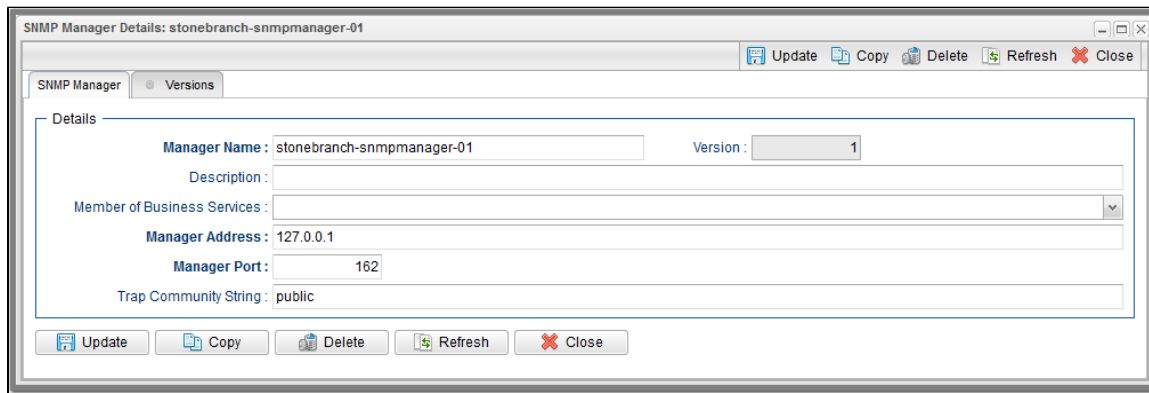 SNMP Manager Details: stonebranch-snmpmanager-01
Update Copy Delete Refresh Close
SNMP Manager Versions
Details
Manager Name : stonebranch-snmpmanager-01 Version : 1
Description :
Member of Business Services :
Manager Address : 127.0.0.1
Manager Port : 162
Trap Community String : public
Update Copy Delete Refresh Close